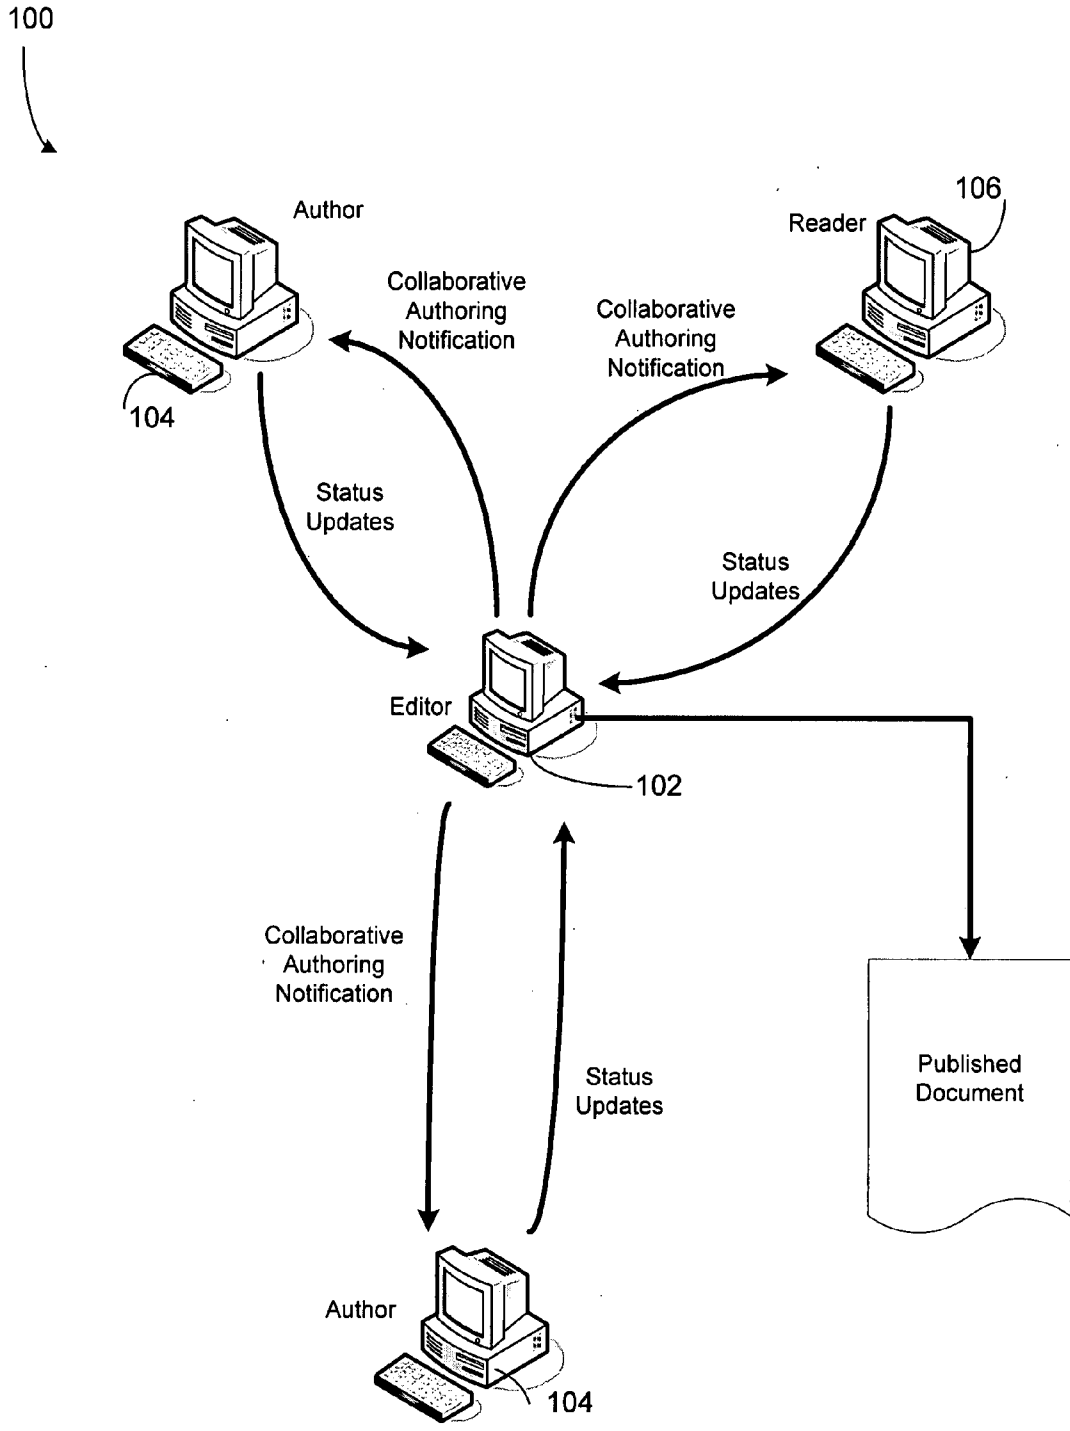 100
Author
106
Reader
Collaborative
Authoring
Notification
Collaborative
Authoring
Notification
104
Status
Updates
Status
Updates
Editor
102
Collaborative
Authoring
Notification
Status
Updates
Published
Document
Author
104